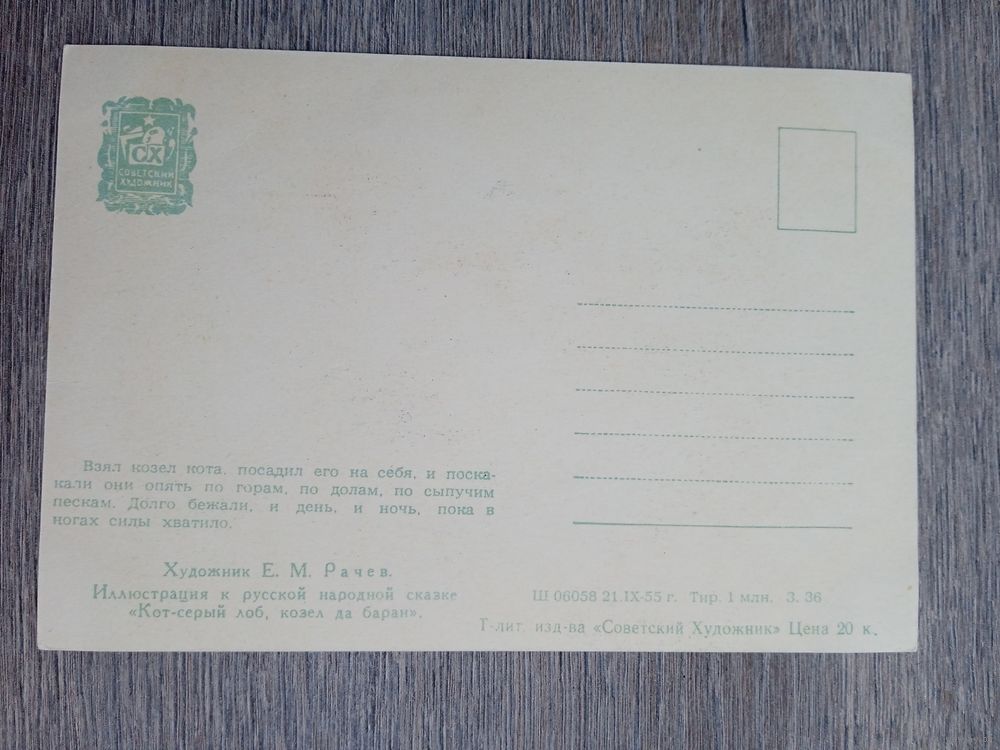 СХ
СОВЕТСКИЙ
ХУДОЖНИК
Взял козел кота, посадил его на себя, и поска-
кали они опять по горам, по долам, по сыпучим
пескам. Долго бежали, и день, и ночь, пока в
ногах силы хватило.
Художник Е. М. Рачев.
Иллюстрация к русской народной сказке
«Кот-серый лоб, козел да баран».
Ш 06058 21.IX-55 г. Тир. 1 млн. З. 36
Т-лит. изд-ва «Советский Художник» Цена 20 к.